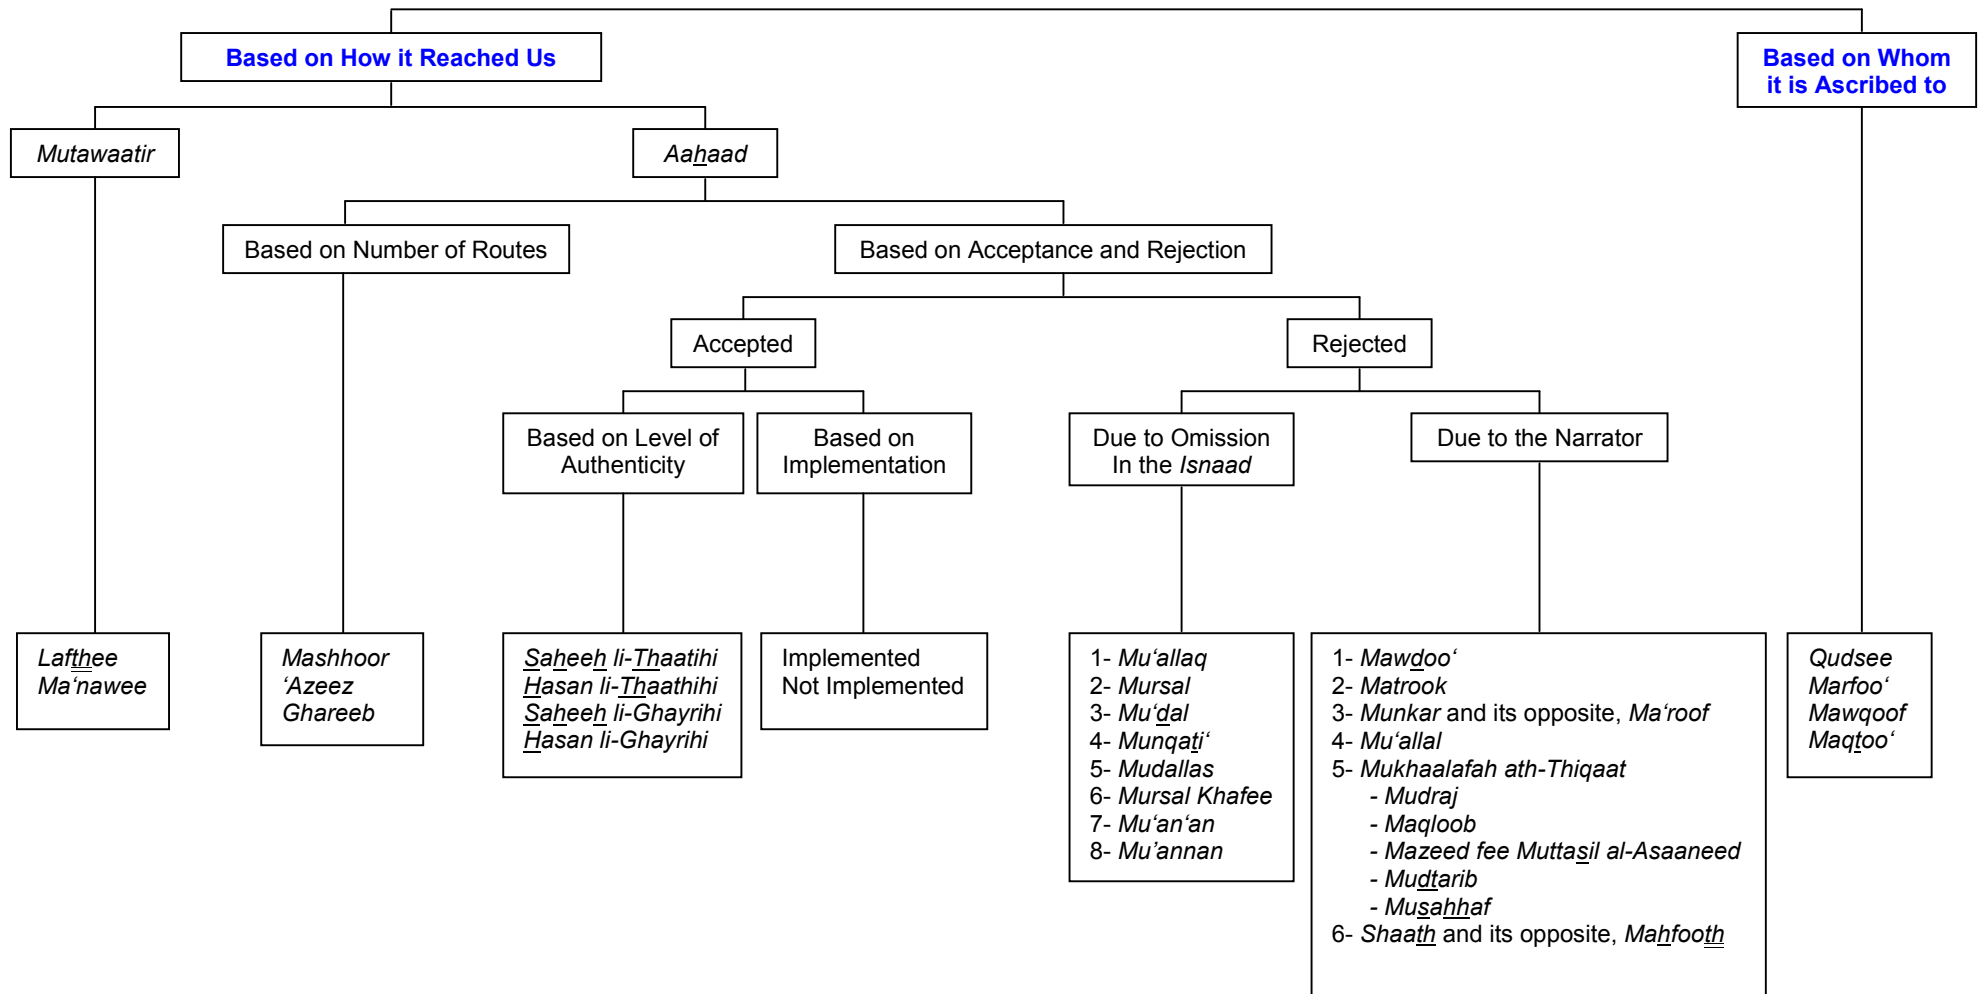 Based on How it Reached Us
Based on Whom
it is Ascribed to
Mutawaatir
Aahaad
Based on Number of Routes
Based on Acceptance and Rejection
Accepted
Rejected
Based on Level of
Authenticity
Based on
Implementation
Due to Omission
In the Isnaad
Due to the Narrator
Lafthee
Ma‘nawee
Mashhoor
‘Azeez
Ghareeb
Saheeh li-Thaatihi
Hasan li-Thaathihi
Saheeh li-Ghayrihi
Hasan li-Ghayrihi
Implemented
Not Implemented
1- Mu‘allaq
2- Mursal
3- Mu‘dal
4- Munqati‘
5- Mudallas
6- Mursal Khafee
7- Mu‘an‘an
8- Mu’annan
1- Mawdoo‘
2- Matrook
3- Munkar and its opposite, Ma‘roof
4- Mu‘allal
5- Mukhaalafah ath-Thiqaat
- Mudraj
- Maqloob
- Mazeed fee Muttasil al-Asaaneed
- Mudtarib
- Musahhaf
6- Shaath and its opposite, Mahfooth
Qudsee
Marfoo‘
Mawqoof
Maqtoo‘